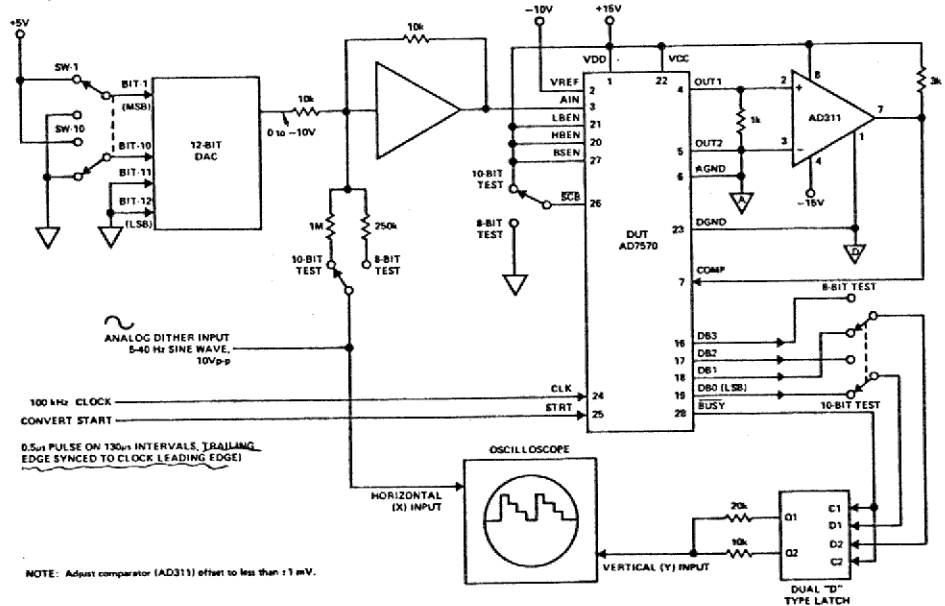 +5V
SW-1
SW-10
BIT-1
(MSB)
BIT-10
BIT-11
BIT-12
(LSB)
12-BIT
DAC
10k
0 to -10V
10k
1M
250k
10-BIT
TEST
8-BIT
TEST
ANALOG DITHER INPUT
5-40 Hz SINE WAVE,
10Vp-p
100 kHz CLOCK
CONVERT START
0.5µs PULSE ON 130µs INTERVALS, TRAILING
EDGE SYNCED TO CLOCK LEADING EDGE)
NOTE: Adjust comparator (AD311) offset to less than ±1 mV.
-10V
+15V
VDD
VCC
1
22
VREF
2
AIN
3
LBEN
21
HBEN
20
BSEN
27
10-BIT
TEST
SCB
26
8-BIT
TEST
DUT
AD7570
CLK
24
STRT
25
4
OUT1
5
OUT2
6
AGND
A
1k
2
+
3
-
8
AD311
7
1
4
-15V
3k
23
DGND
D
7
COMP
8-BIT TEST
16
DB3
17
DB2
18
DB1
19
DB0 (LSB)
28
BUSY
10-BIT TEST
OSCILLOSCOPE
HORIZONTAL
(X) INPUT
VERTICAL (Y) INPUT
20k
10k
Q1
Q2
C1
D1
D2
C2
DUAL "D"
TYPE LATCH